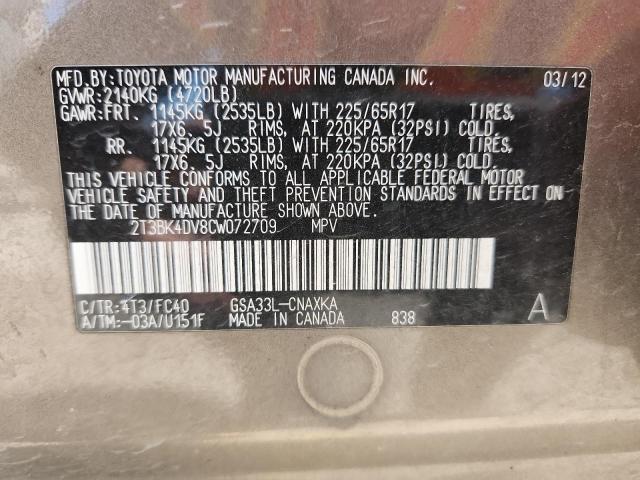 MFD.BY:TOYOTA MOTOR MANUFACTURING CANADA INC. 03/12
GVWR:2140KG (4720LB)
GAWR:FRT. 1145KG (2535LB) WITH 225/65R17 TIRES,
17X6.5J RIMS, AT 220KPA (32PSI) COLD.
RR. 1145KG (2535LB) WITH 225/65R17 TIRES,
17X6.5J RIMS, AT 220KPA (32PSI) COLD.
THIS VEHICLE CONFORMS TO ALL APPLICABLE FEDERAL MOTOR
VEHICLE SAFETY AND THEFT PREVENTION STANDARDS IN EFFECT ON
THE DATE OF MANUFACTURE SHOWN ABOVE.
2T3BK4DV8CW072709 MPV
C/TR:4T3/FC40 GSA33L-CNAXKA A
A/TM:-03A/U151F MADE IN CANADA 838